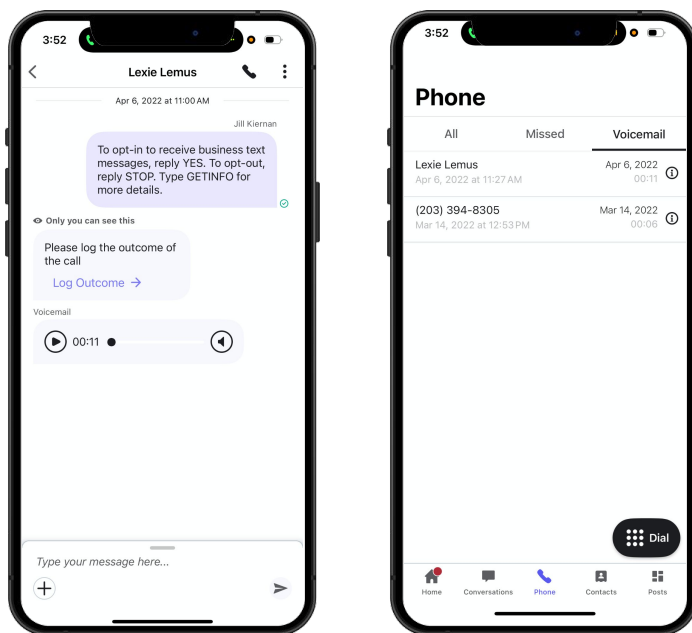 3:52
Lexie Lemus
Apr 6, 2022 at 11:00 AM
Jill Kiernan
To opt-in to receive business text
messages, reply YES. To opt-out,
reply STOP. Type GETINFO for
more details.
Only you can see this
Please log the outcome of
the call
Log Outcome →
Voicemail
00:11
Type your message here...
3:52
Phone
All Missed Voicemail
Lexie Lemus Apr 6, 2022
Apr 6, 2022 at 11:27 AM 00:11
(203) 394-8305 Mar 14, 2022
Mar 14, 2022 at 12:53 PM 00:06
Dial
Home Conversations Phone Contacts Posts